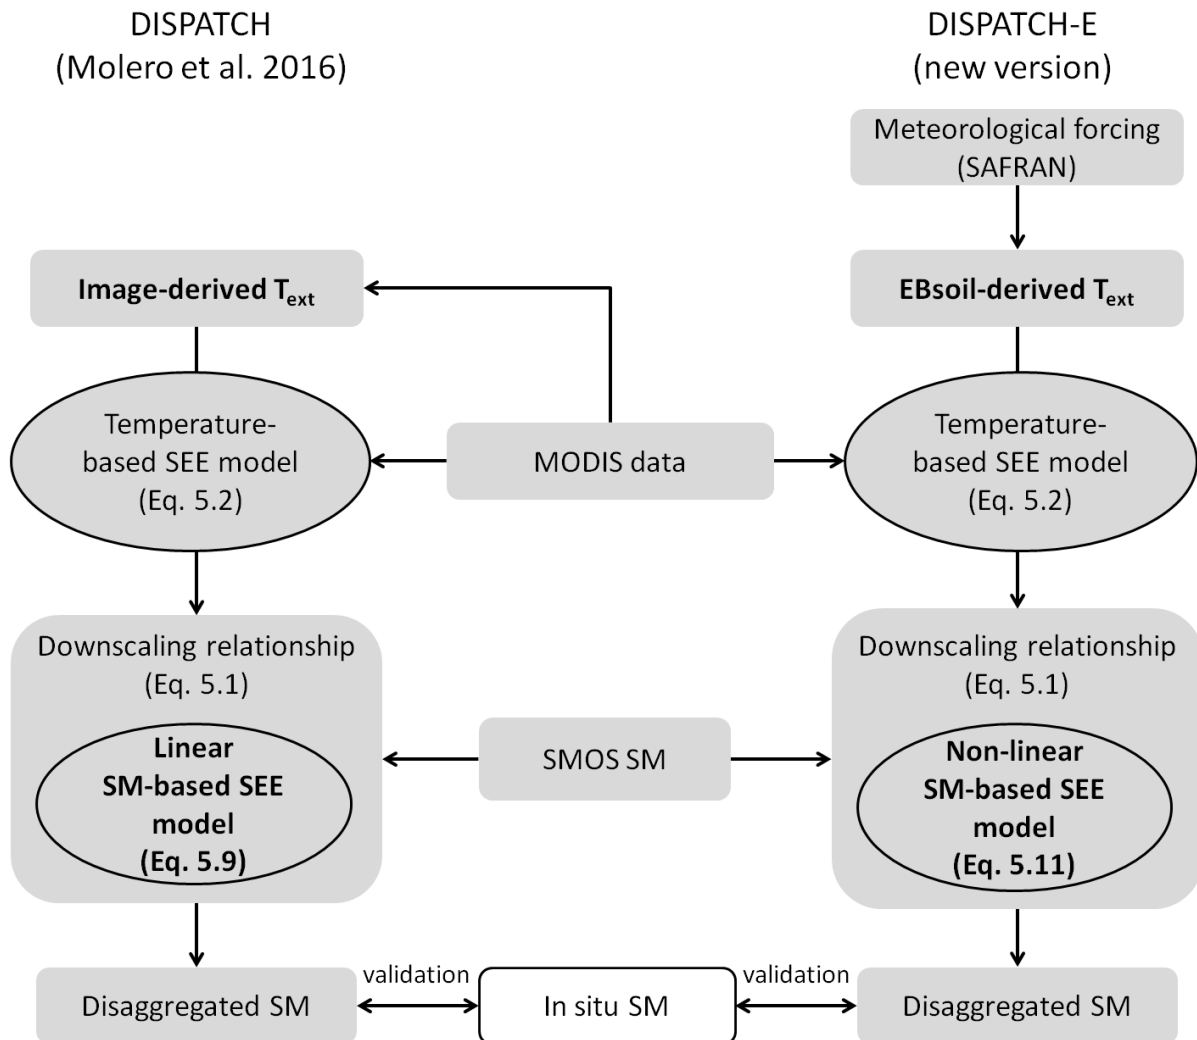 DISPATCH
(Molero et al. 2016)
DISPATCH-E
(new version)
Meteorological forcing
(SAFRAN)
Image-derived Text
EBsoil-derived Text
Temperature-
based SEE model
(Eq. 5.2)
MODIS data
Temperature-
based SEE model
(Eq. 5.2)
Downscaling relationship
(Eq. 5.1)
Linear
SM-based SEE
model
(Eq. 5.9)
SMOS SM
Downscaling relationship
(Eq. 5.1)
Non-linear
SM-based SEE
model
(Eq. 5.11)
Disaggregated SM
validation
In situ SM
validation
Disaggregated SM